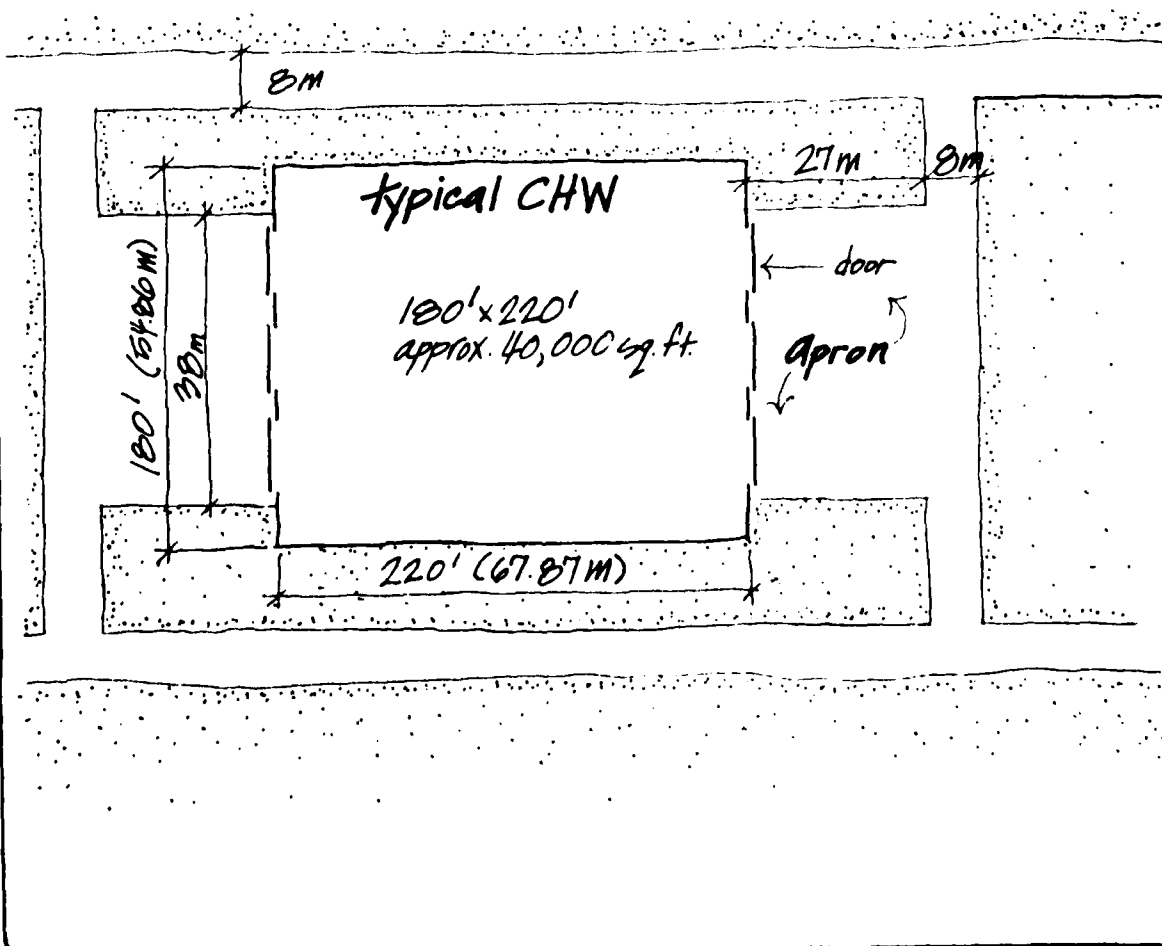 8m
27m
8m
typical CHW
door
180' x 220'
approx. 40,000 sq. ft.
apron
180' (54.86m)
38m
220' (67.87m)